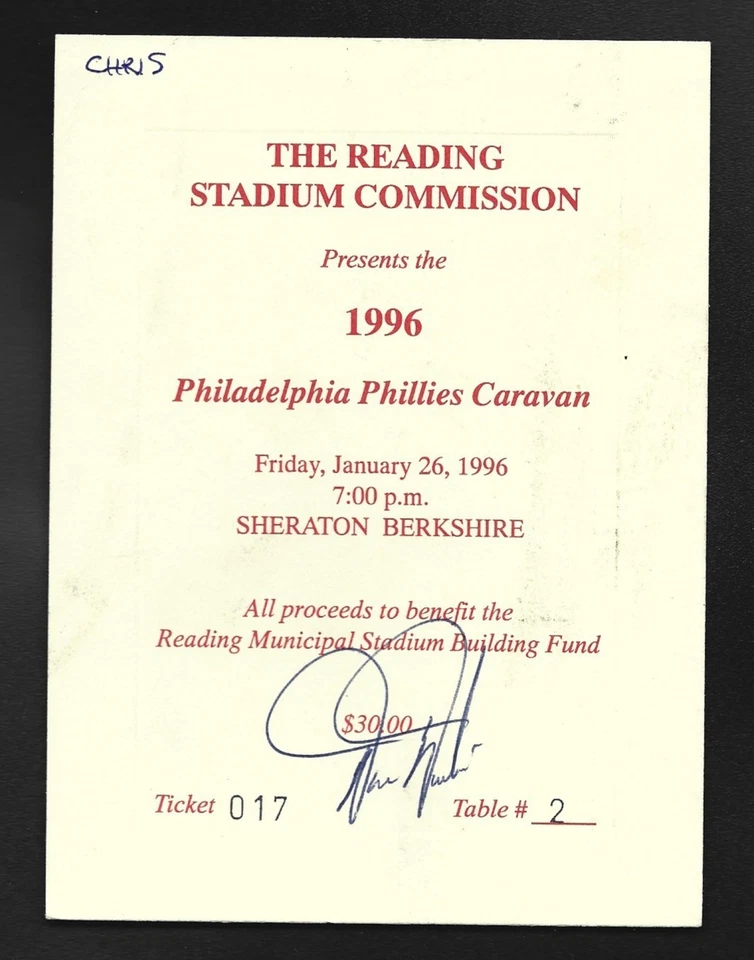 CHRIS
THE READING
STADIUM COMMISSION
Presents the
1996
Philadelphia Phillies Caravan
Friday, January 26, 1996
7:00 p.m.
SHERATON BERKSHIRE
All proceeds to benefit the
Reading Municipal Stadium Building Fund
$30.00
Ticket 017 Table # 2